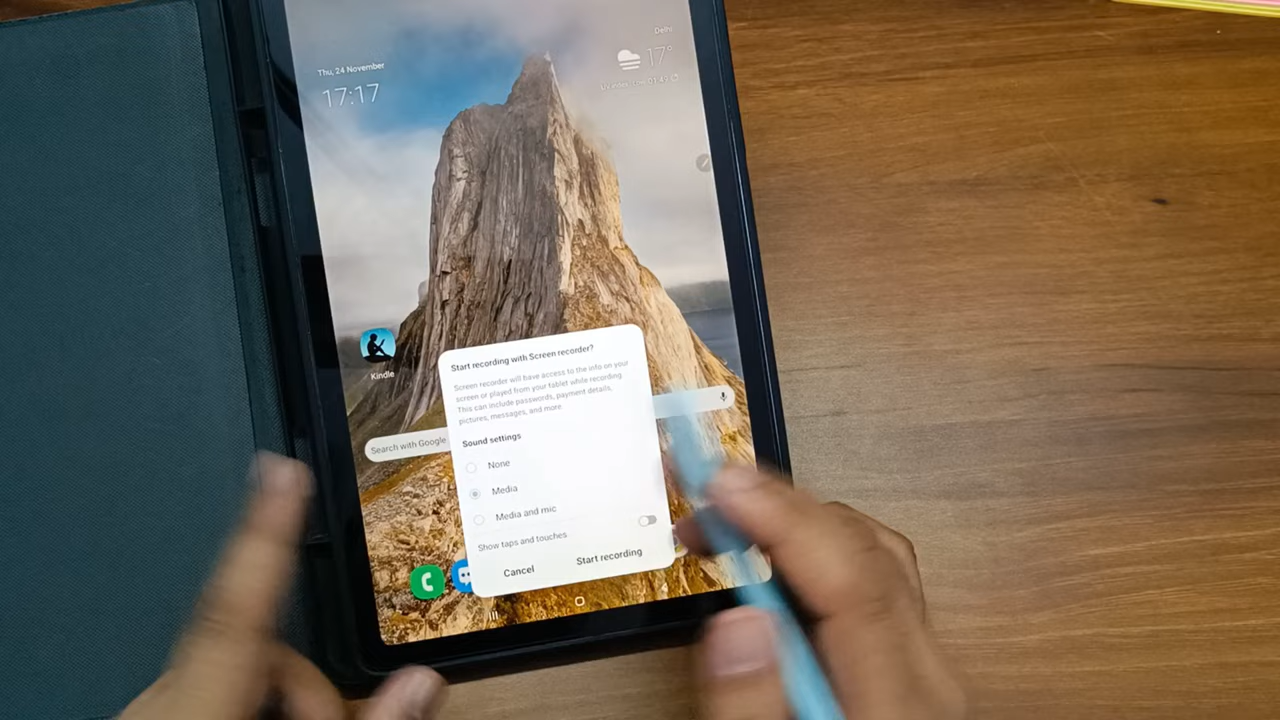 Delhi
Thu, 24 November
17°
17:17
Kindle
Start recording with Screen recorder?
Screen recorder will have access to the info on your
screen or played from your tablet while recording.
This can include passwords, payment details,
pictures, messages, and more.
Search with Google
Sound settings
None
Media
Media and mic
Show taps and touches
Cancel
Start recording